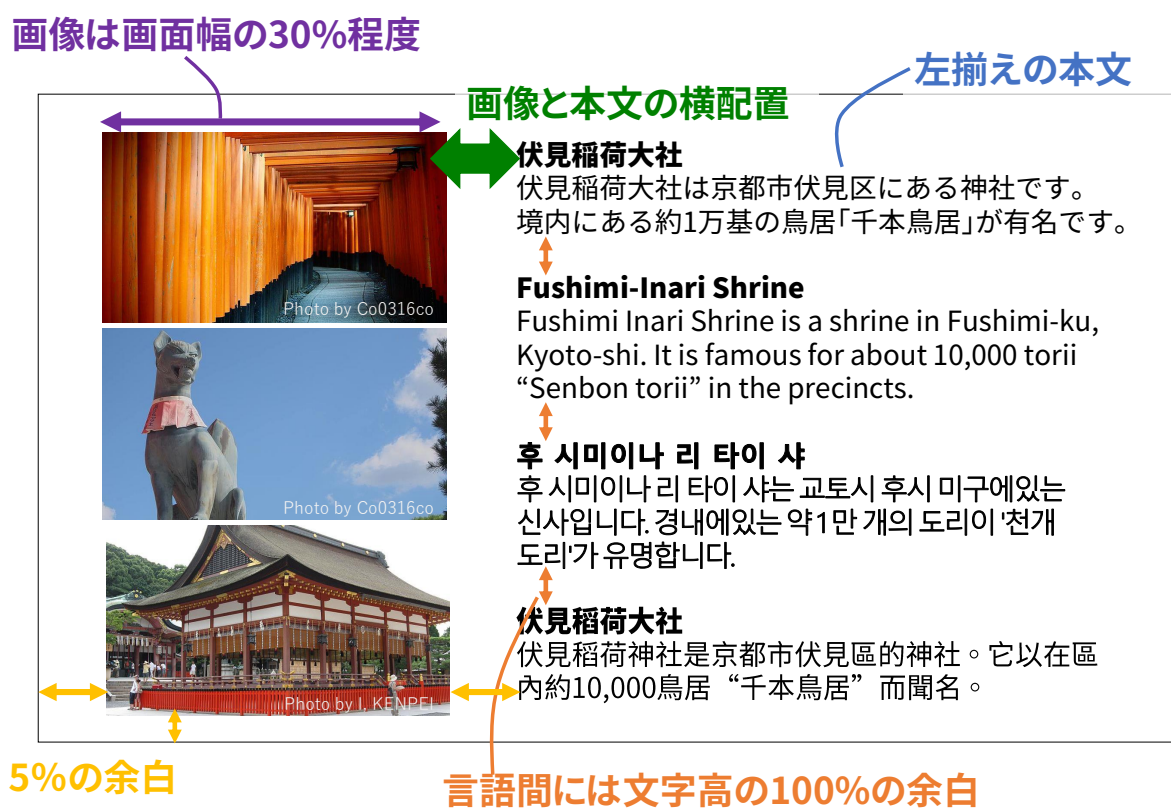 画像は画面幅の30%程度
左揃えの本文
画像と本文の横配置
伏見稲荷大社
伏見稲荷大社は京都市伏見区にある神社です。
境内にある約1万基の鳥居「千本鳥居」が有名です。
Photo by Co0316co
Fushimi-Inari Shrine
Fushimi Inari Shrine is a shrine in Fushimi-ku,
Kyoto-shi. It is famous for about 10,000 torii
“Senbon torii” in the precincts.
Photo by Co0316co
후 시미이나 리 타이 샤
후 시미이나 리 타이 샤는 교토시 후시 미구에있는
신사입니다. 경내에있는 약 1만 개의 도리이 '천개
도리'가 유명합니다.
伏見稻荷大社
伏見稻荷神社是京都市伏見區的神社。它以在區
內約10,000鳥居“千本鳥居”而聞名。
Photo by I, KENPEI
5%の余白
言語間には文字高の100%の余白